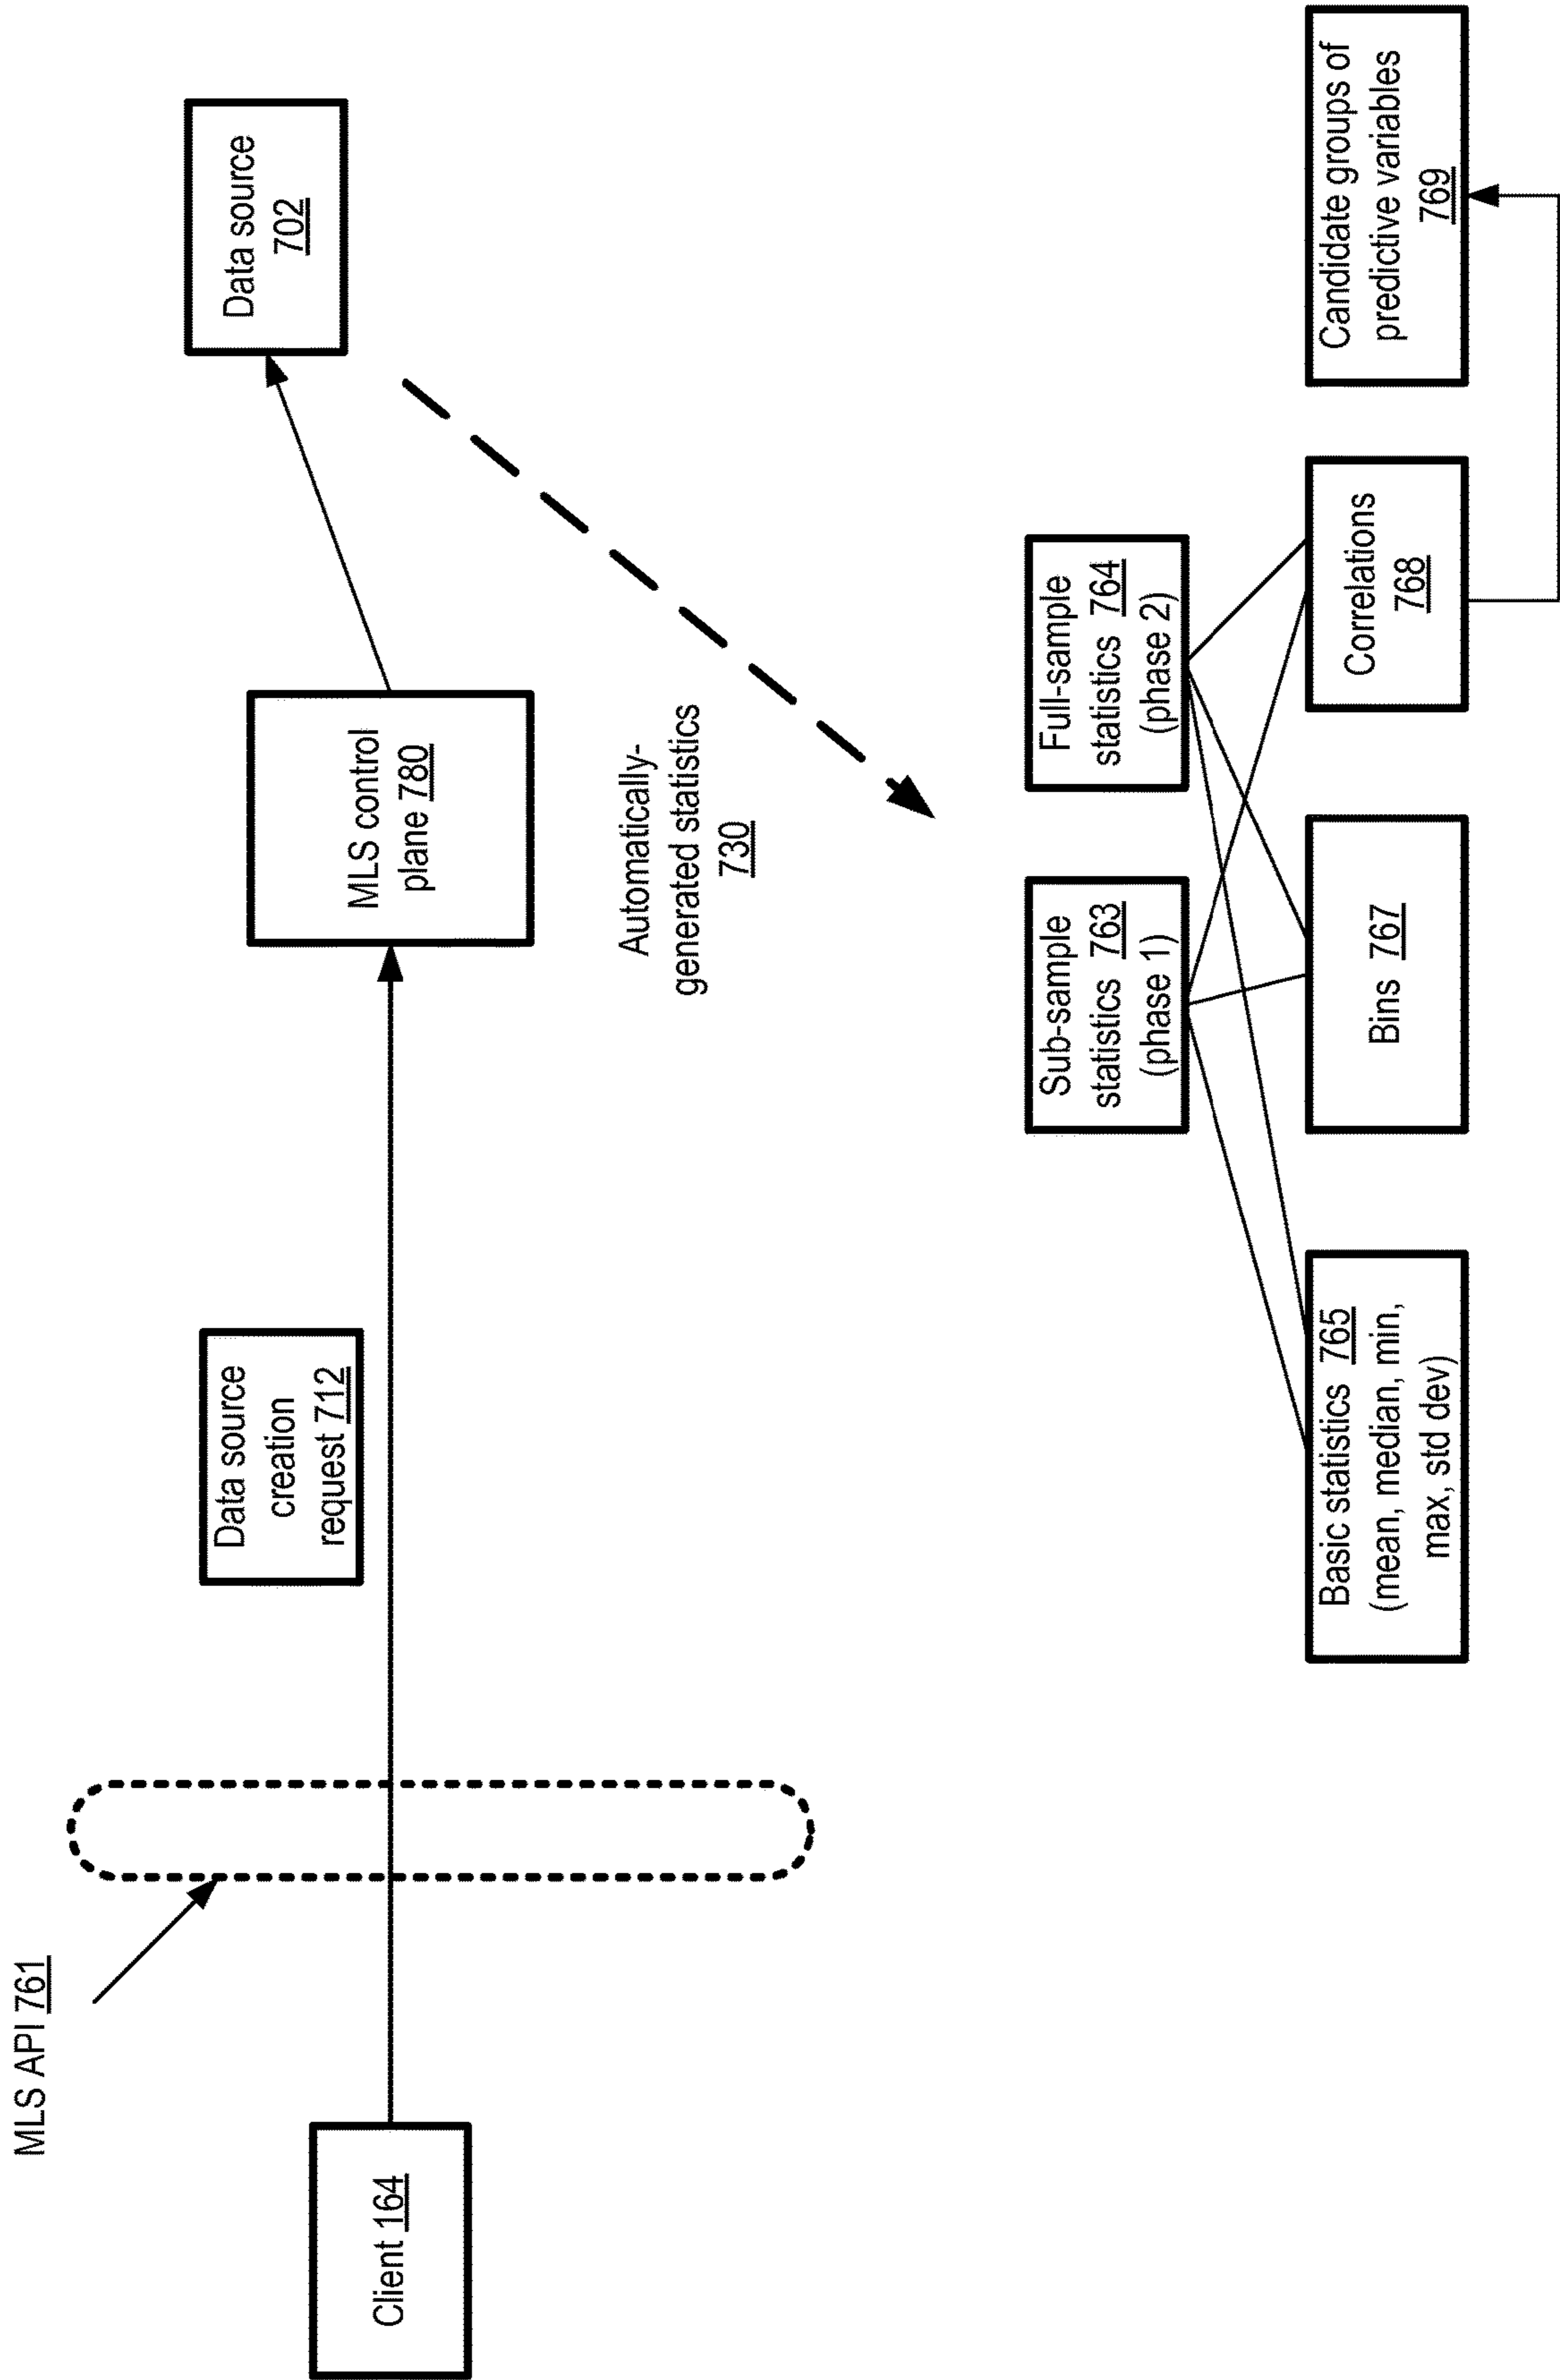 MLS API 761
Client 164
Data source
creation
request 712
MLS control
plane 780
Data source
702
Automatically-
generated statistics
730
Sub-sample
statistics 763
(phase 1)
Full-sample
statistics 764
(phase 2)
Basic statistics 765
(mean, median, min,
max, std dev)
Bins 767
Correlations
768
Candidate groups of
predictive variables
769